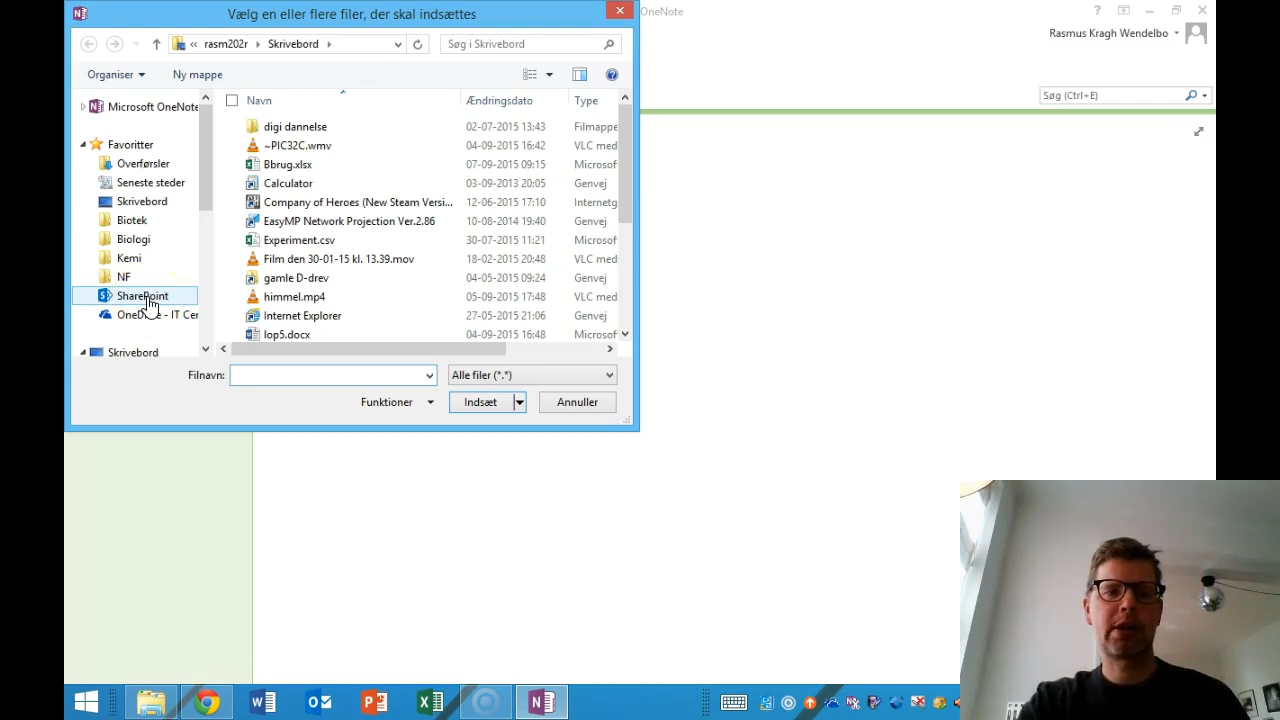 Vælg en eller flere filer, der skal indsættes
OneNote
Rasmus Kragh Wendelbo
rasm202r
Skrivebord
Søg i Skrivebord
Organiser
Ny mappe
Søg (Ctrl+E)
Microsoft OneNote
Navn
Ændringsdato
Type
digi dannelse
02-07-2015 13:43
Filmappe
Favoritter
~PIC32C.wmv
04-09-2015 16:42
VLC med
Overførsler
Bbrug.xlsx
07-09-2015 09:15
Microsof
Seneste steder
Calculator
03-09-2013 20:05
Genvej
Skrivebord
Company of Heroes (New Steam Versi...
12-06-2015 17:10
Internetg
Biotek
EasyMP Network Projection Ver.2.86
10-08-2014 19:40
Genvej
Biologi
Experiment.csv
30-07-2015 11:21
Microsof
Kemi
Film den 30-01-15 kl. 13.39.mov
18-02-2015 20:48
VLC med
NF
gamle D-drev
04-05-2015 09:24
Genvej
SharePoint
himmel.mp4
05-09-2015 17:48
VLC med
- IT Cer
Internet Explorer
27-05-2015 21:06
Genvej
lop5.docx
04-09-2015 16:48
Microsof
Skrivebord
Filnavn:
Alle filer (*.*)
Funktioner
Indsæt
Annuller